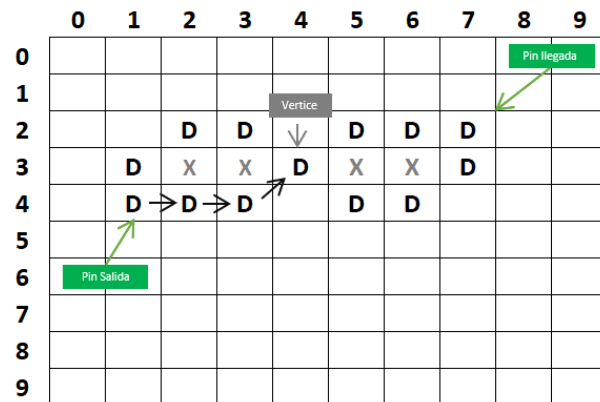 0 1 2 3 4 5 6 7 8 9
0 Pin llegada
1 Vertice
2 D D D D D
3 D X X D X X D
4 D D D D D
5
6 Pin Salida
7
8
9